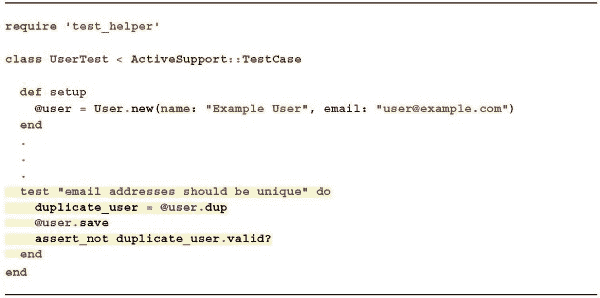 require 'test_helper'
class UserTest < ActiveSupport::TestCase
  def setup
    @user = User.new(name: "Example User", email: "user@example.com")
  end
  .
  .
  .
  test "email addresses should be unique" do
    duplicate_user = @user.dup
    @user.save
    assert_not duplicate_user.valid?
  end
end